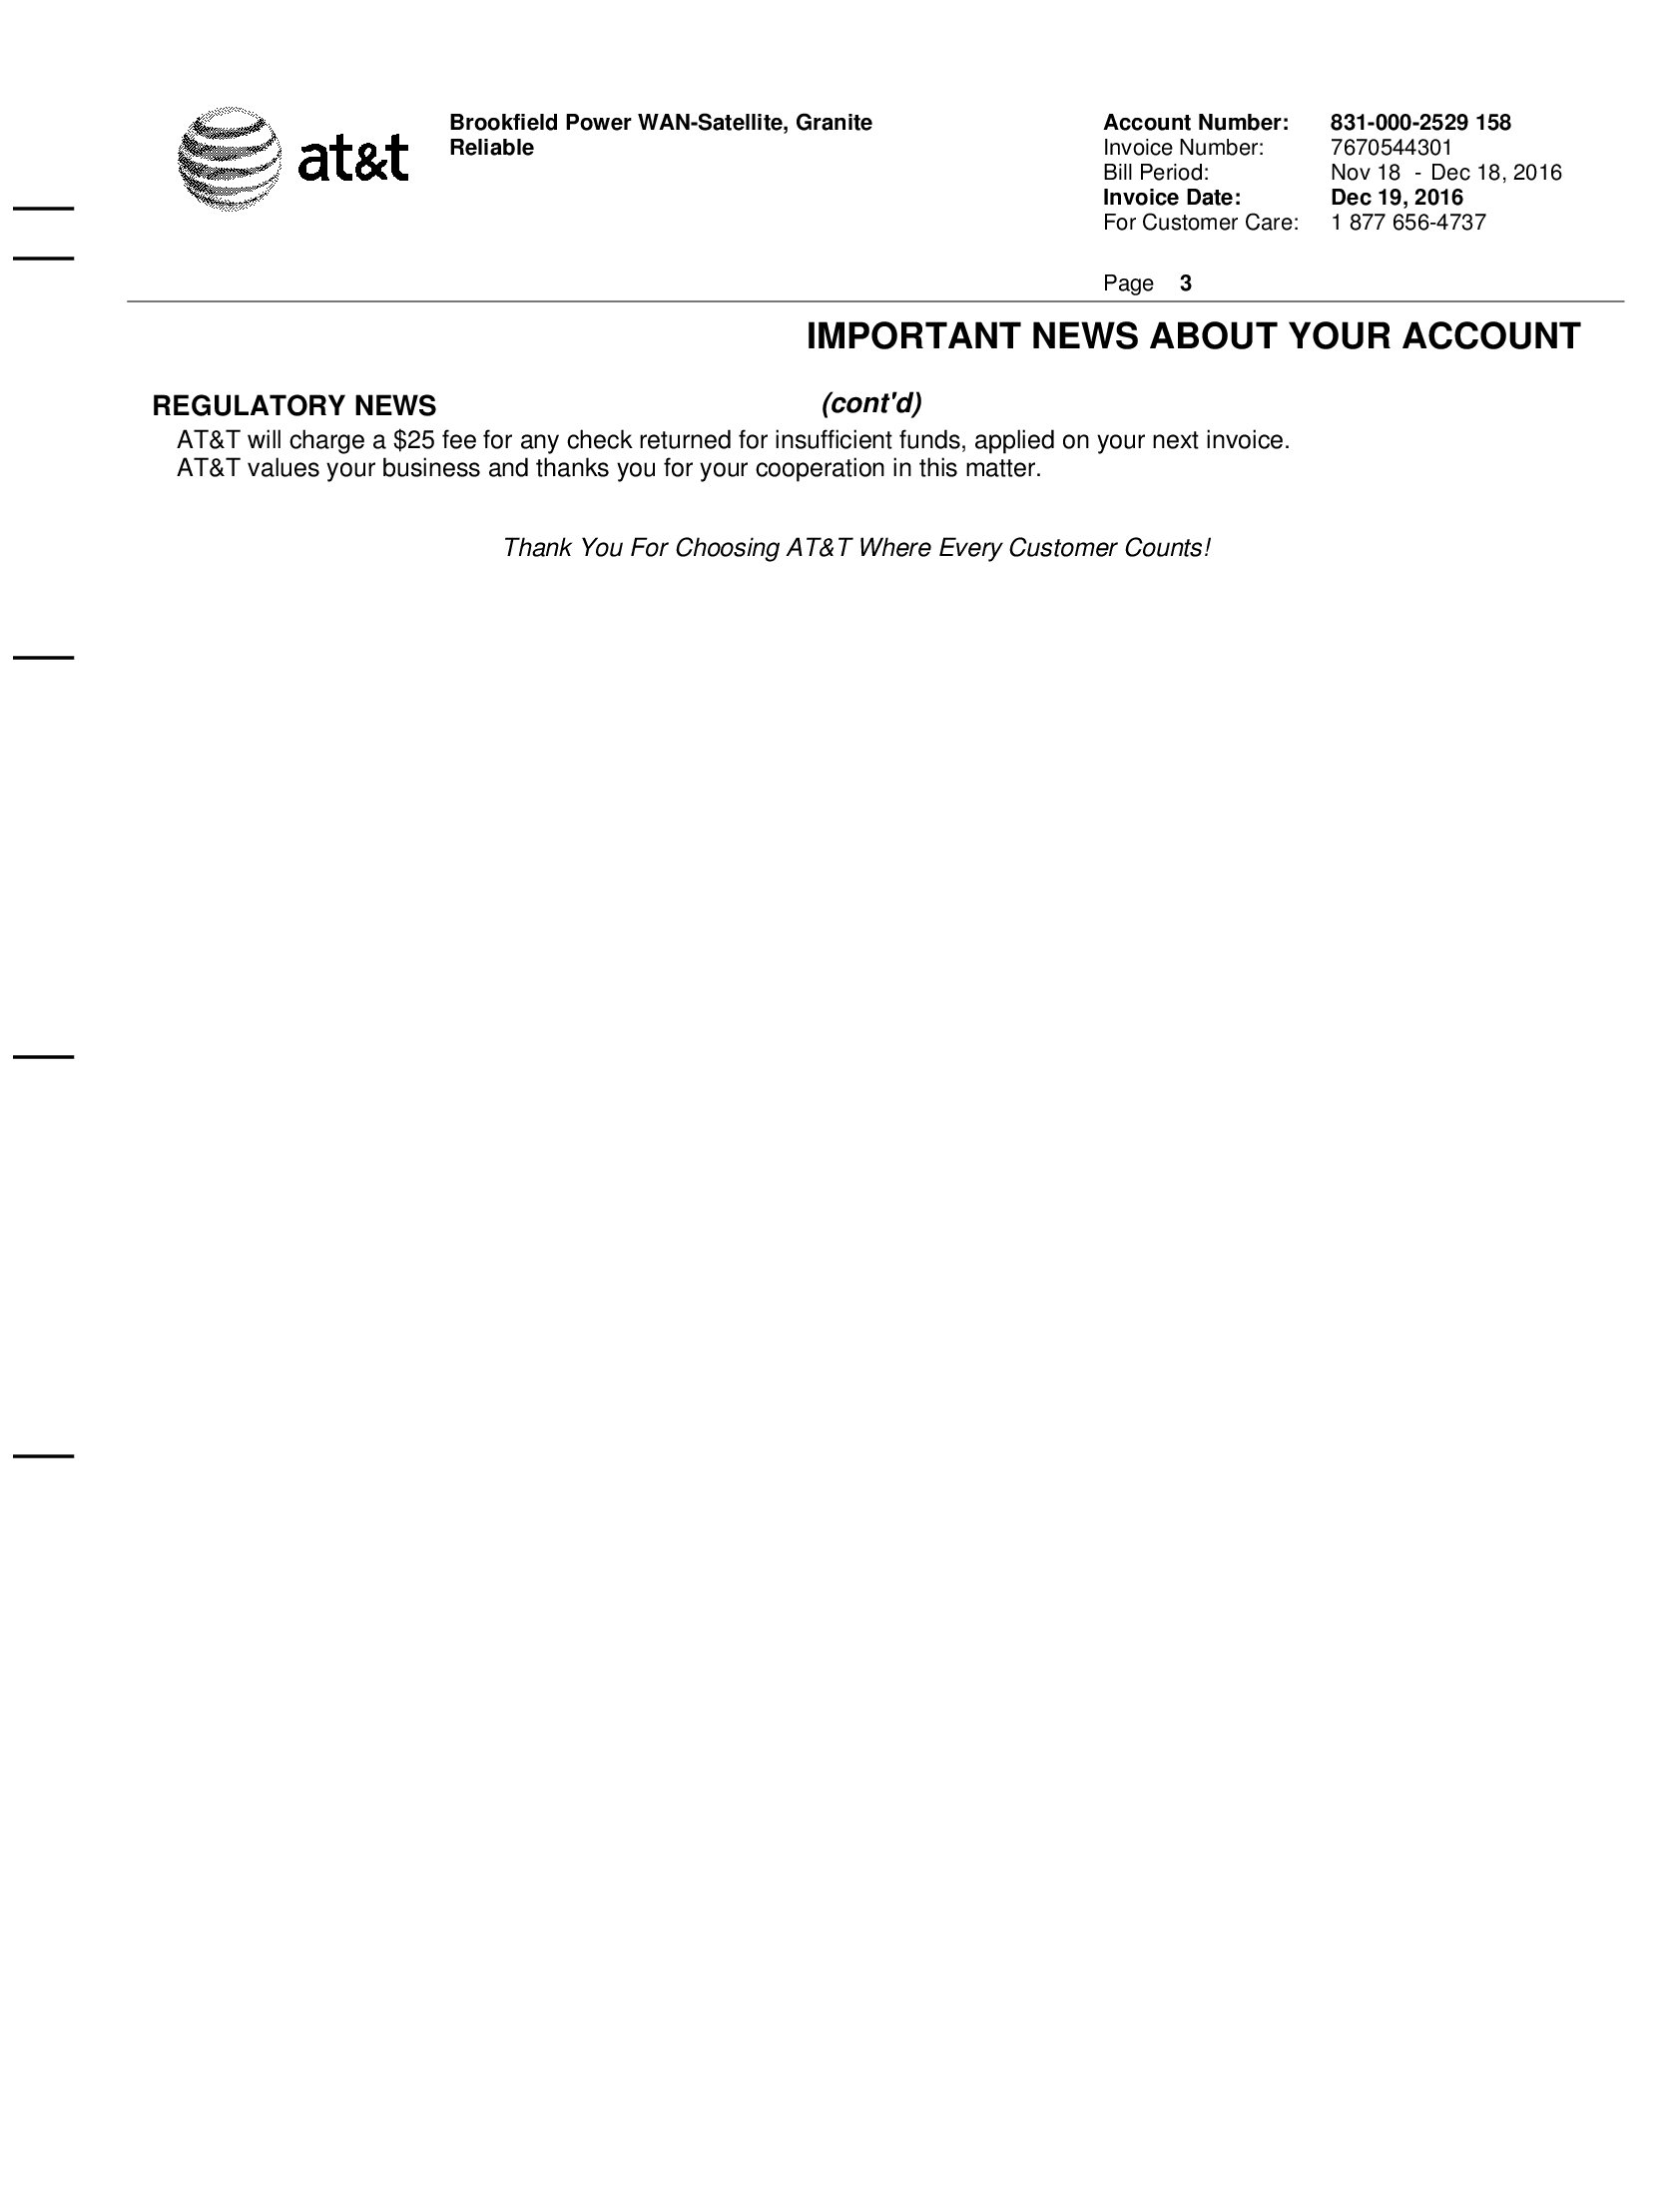 at&t
Brookfield Power WAN-Satellite, Granite
Reliable
Account Number: 831-000-2529 158
Invoice Number: 7670544301
Bill Period: Nov 18 - Dec 18, 2016
Invoice Date: Dec 19, 2016
For Customer Care: 1 877 656-4737
Page 3
IMPORTANT NEWS ABOUT YOUR ACCOUNT
REGULATORY NEWS (cont'd)
AT&T will charge a $25 fee for any check returned for insufficient funds, applied on your next invoice.
AT&T values your business and thanks you for your cooperation in this matter.
Thank You For Choosing AT&T Where Every Customer Counts!